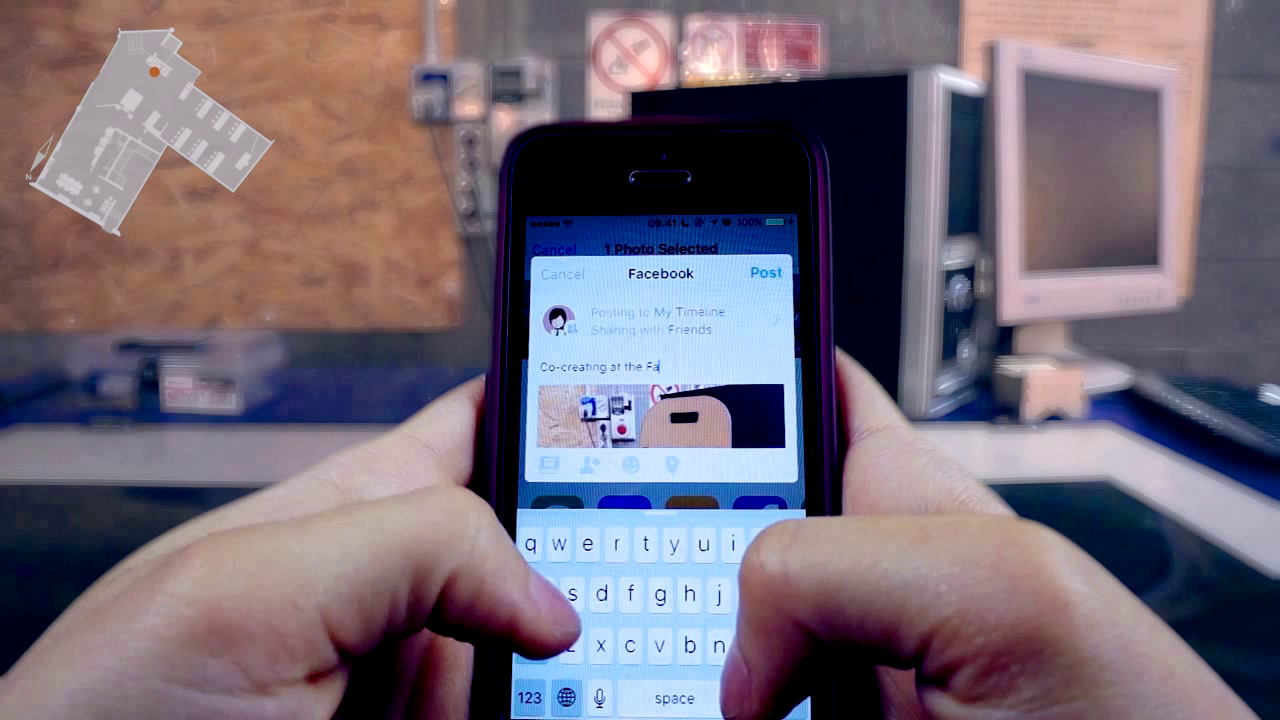 N
09:41 100%
Cancel 1 Photo Selected
Cancel Facebook Post
Posting to My Timeline
Sharing with Friends
Co-creating at the Fa
q w e r t y u i
s d f g h j
x c v b n
123 space